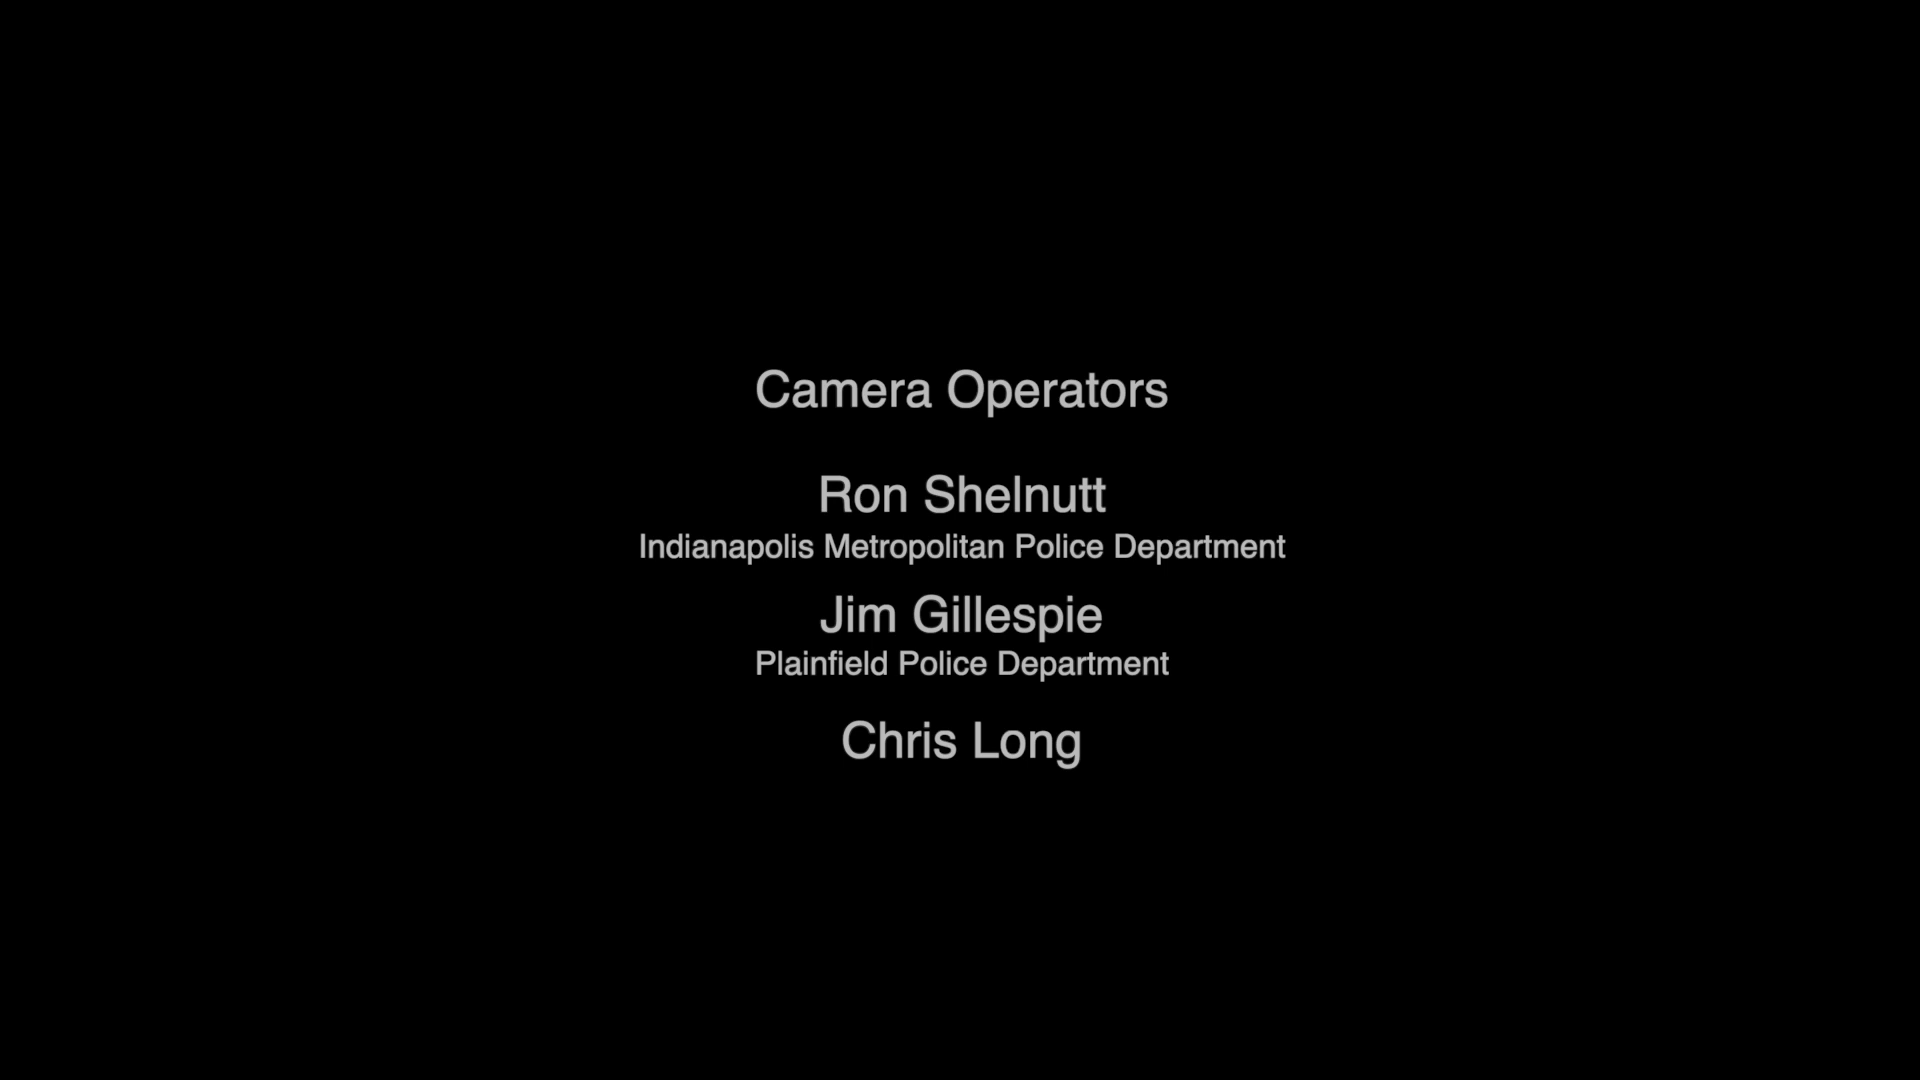 Camera Operators
Ron Shelnutt
Indianapolis Metropolitan Police Department
Jim Gillespie
Plainfield Police Department
Chris Long